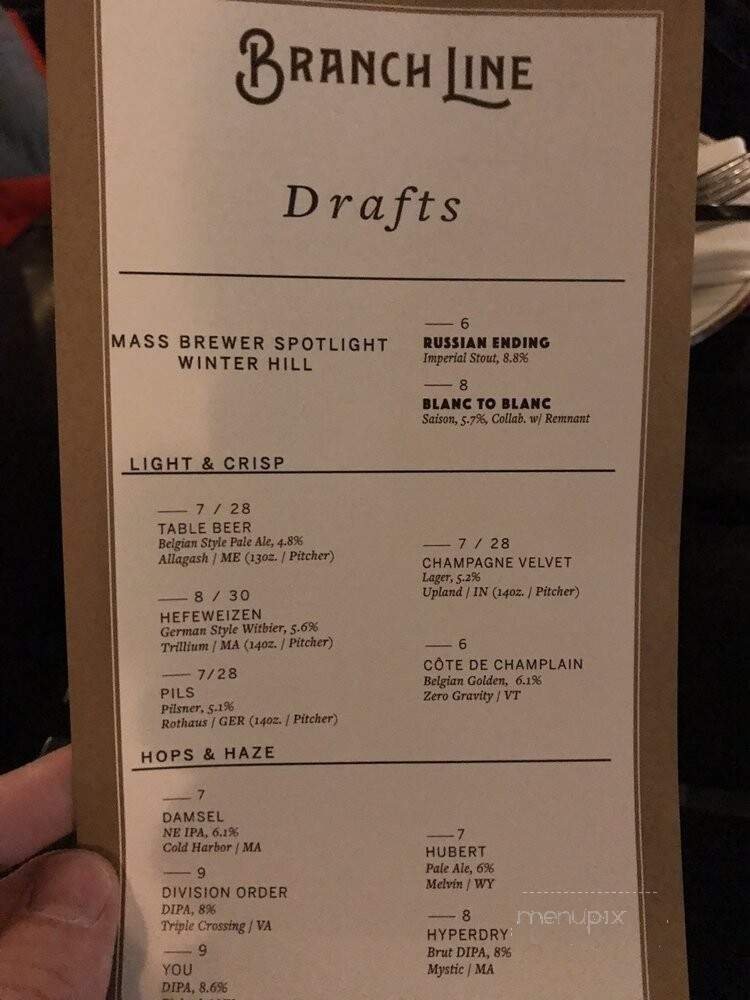 BRANCH LINE
Drafts
MASS BREWER SPOTLIGHT
WINTER HILL
—— 6
RUSSIAN ENDING
Imperial Stout, 8.8%
—— 8
BLANC TO BLANC
Saison, 5.7%, Collab. w/ Remnant
LIGHT & CRISP
—— 7 / 28
TABLE BEER
Belgian Style Pale Ale, 4.8%
Allagash / ME (13oz. / Pitcher)
—— 8 / 30
HEFEWEIZEN
German Style Witbier, 5.6%
Trillium / MA (14oz. / Pitcher)
—— 7/28
PILS
Pilsner, 5.1%
Rothaus / GER (14oz. / Pitcher)
—— 7 / 28
CHAMPAGNE VELVET
Lager, 5.2%
Upland / IN (14oz. / Pitcher)
—— 6
CÔTE DE CHAMPLAIN
Belgian Golden, 6.1%
Zero Gravity / VT
HOPS & HAZE
—— 7
DAMSEL
NE IPA, 6.1%
Cold Harbor / MA
—— 9
DIVISION ORDER
DIPA, 8%
Triple Crossing / VA
—— 9
YOU
DIPA, 8.6%
—— 7
HUBERT
Pale Ale, 6%
Melvin / WY
—— 8
HYPERDRY
Brut DIPA, 8%
Mystic / MA
menupix